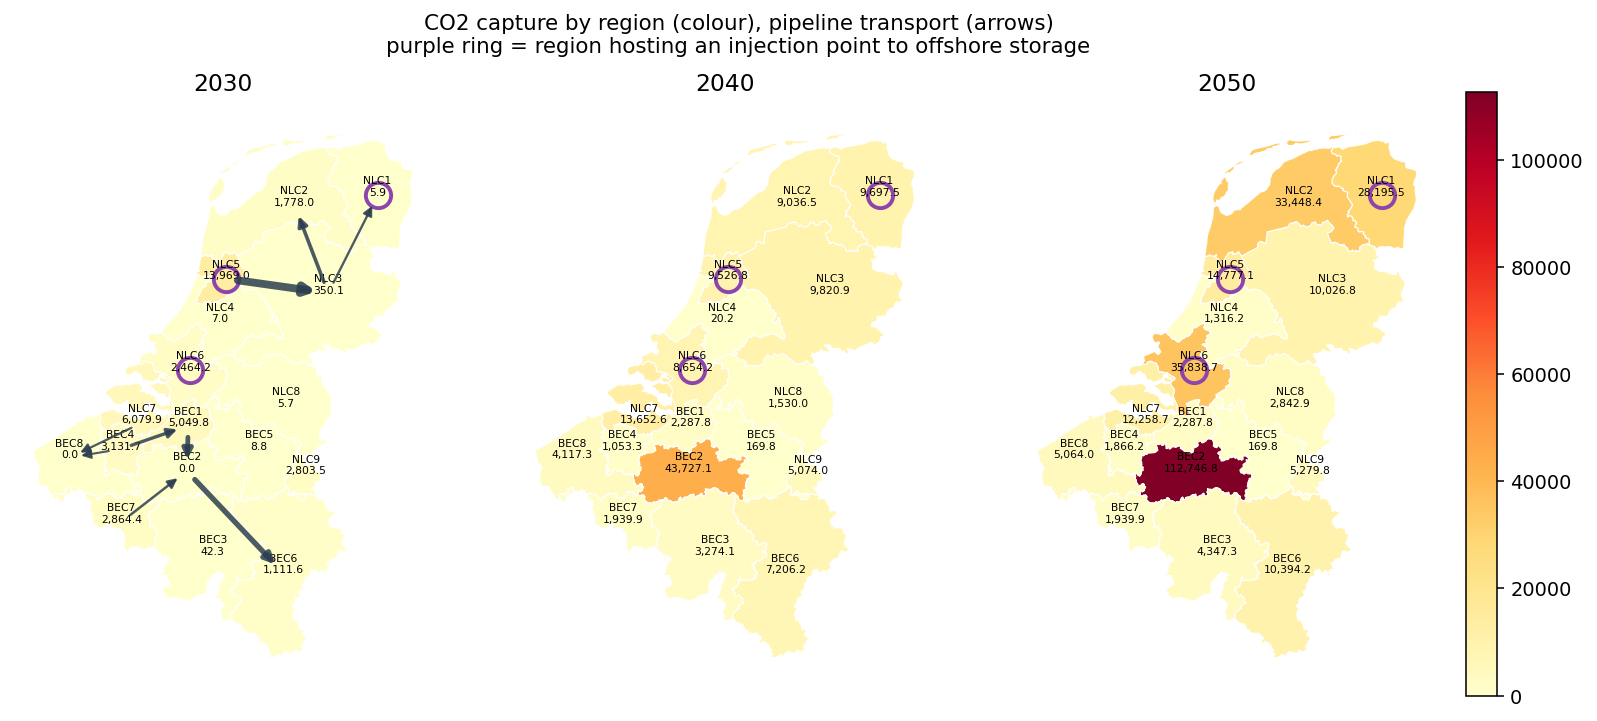 CO2 capture by region (colour), pipeline transport (arrows)
purple ring = region hosting an injection point to offshore storage
2030
NLC1
5.9
NLC2
1,778.0
NLC5
13,969.0
NLC3
350.1
NLC4
7.0
NLC6
2,464.2
NLC8
5.7
NLC7
6,079.9
BEC1
5,049.8
BEC4
3,131.7
BEC8
0.0
BEC5
8.8
BEC2
0.0
NLC9
2,803.5
BEC7
2,864.4
BEC3
42.3
BEC6
1,111.6
2040
NLC1
9,697.5
NLC2
9,036.5
NLC5
9,526.8
NLC3
9,820.9
NLC4
20.2
NLC6
8,654.2
NLC8
1,530.0
NLC7
13,652.6
BEC1
2,287.8
BEC4
1,053.3
BEC8
4,117.3
BEC5
169.8
BEC2
43,727.1
NLC9
5,074.0
BEC7
1,939.9
BEC3
3,274.1
BEC6
7,206.2
2050
NLC1
28,195.5
NLC2
33,448.4
NLC5
14,777.1
NLC3
10,026.8
NLC4
1,316.2
NLC6
35,838.7
NLC8
2,842.9
NLC7
12,258.7
BEC1
2,287.8
BEC4
1,866.2
BEC8
5,064.0
BEC5
169.8
BEC2
112,746.8
NLC9
5,279.8
BEC7
1,939.9
BEC3
4,347.3
BEC6
10,394.2
100000
80000
60000
40000
20000
0